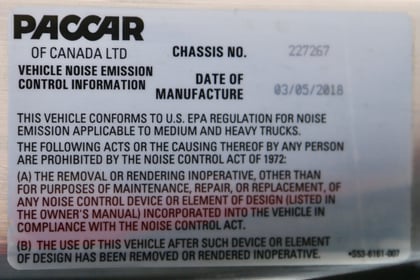 PACCAR
OF CANADA LTD
CHASSIS NO. 227267
VEHICLE NOISE EMISSION
CONTROL INFORMATION
DATE OF
MANUFACTURE 03/05/2018
THIS VEHICLE CONFORMS TO U.S. EPA REGULATION FOR NOISE
EMISSION APPLICABLE TO MEDIUM AND HEAVY TRUCKS.
THE FOLLOWING ACTS OR THE CAUSING THEREOF BY ANY PERSON
ARE PROHIBITED BY THE NOISE CONTROL ACT OF 1972:
(A) THE REMOVAL OR RENDERING INOPERATIVE, OTHER THAN
FOR PURPOSES OF MAINTENANCE, REPAIR, OR REPLACEMENT, OF
ANY NOISE CONTROL DEVICE OR ELEMENT OF DESIGN (LISTED IN
THE OWNER'S MANUAL) INCORPORATED INTO THE VEHICLE IN
COMPLIANCE WITH THE NOISE CONTROL ACT.
(B) THE USE OF THIS VEHICLE AFTER SUCH DEVICE OR ELEMENT
OF DESIGN HAS BEEN REMOVED OR RENDERED INOPERATIVE.
•S53-6161-007